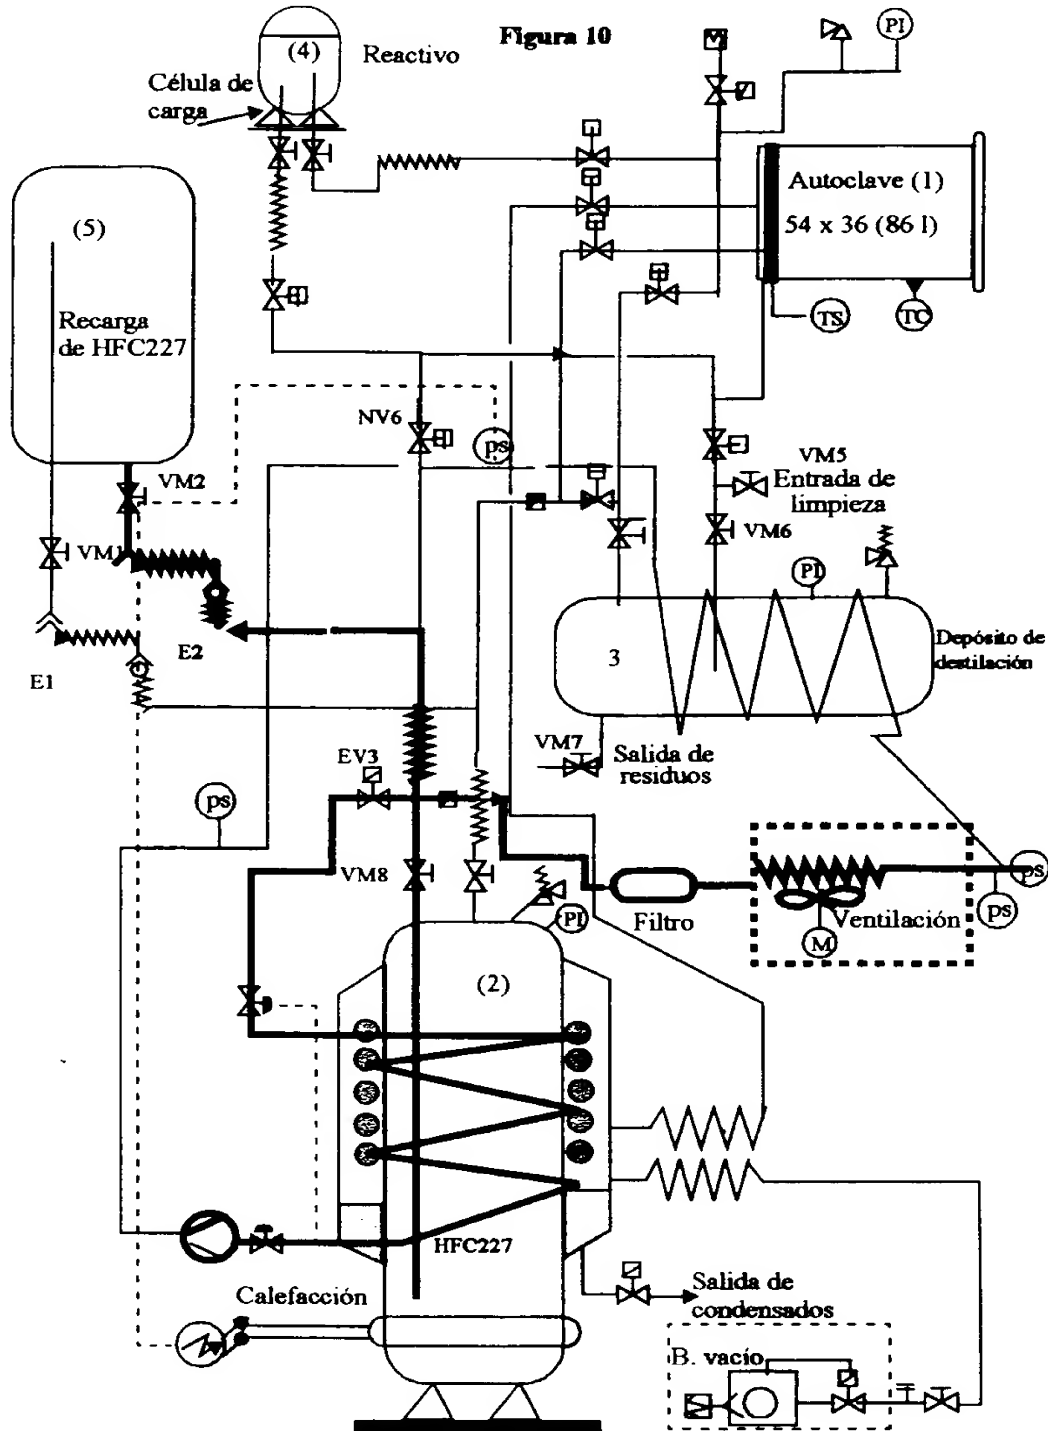 Figura 10
(4)
Reactivo
PI
Célula de
carga
Autoclave (1)
54 x 36 (86 l)
(5)
TS
TC
Recarga
de HFC227
NV6
ps
VM2
VM5
Entrada de
limpieza
VM1
VM6
PI
E2
3
Depósito de
destilación
E1
VM7
Salida de
residuos
EV3
ps
VM8
Filtro
Ventilación
ps
ps
M
PI
(2)
HFC227
Calefacción
Salida de
condensados
B. vacío